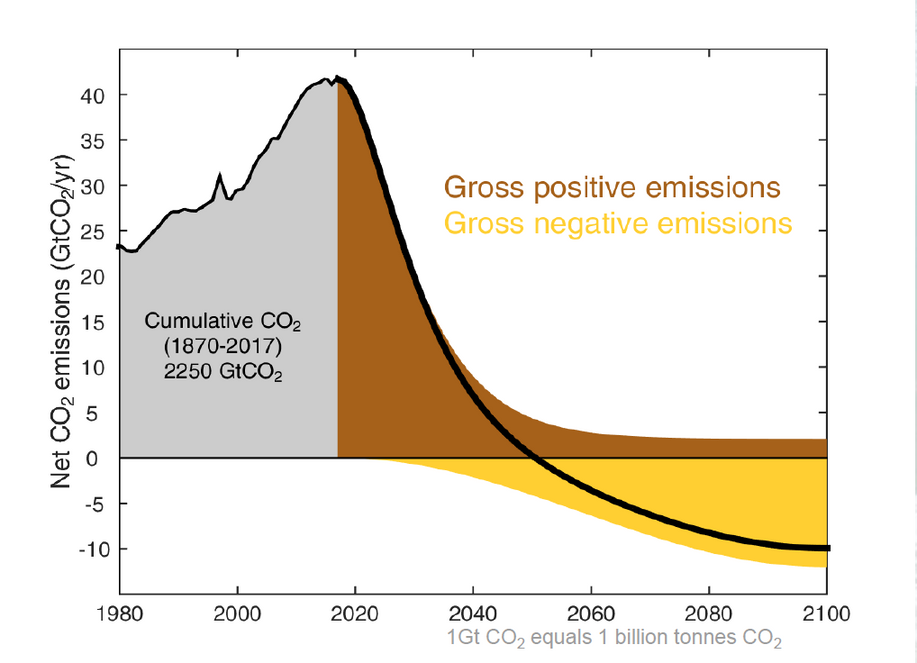 Net CO₂ emissions (GtCO₂/yr)
40
35
30
25
20
15
10
5
0
-5
-10
Gross positive emissions
Gross negative emissions
Cumulative CO₂
(1870-2017)
2250 GtCO₂
1980 2000 2020 2040 2060 2080 2100
1Gt CO₂ equals 1 billion tonnes CO₂